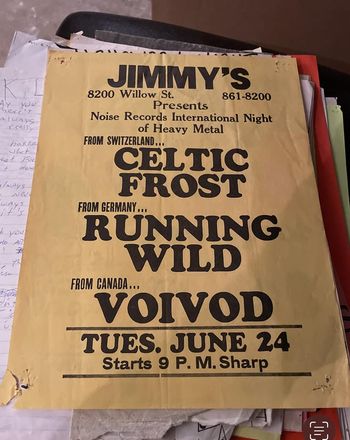 JIMMY'S
8200 Willow St. 861-8200
Presents
Noise Records International Night
of Heavy Metal
FROM SWITZERLAND...
CELTIC
FROST
FROM GERMANY...
RUNNING
WILD
FROM CANADA...
VOIVOD
TUES. JUNE 24
Starts 9 P.M. Sharp